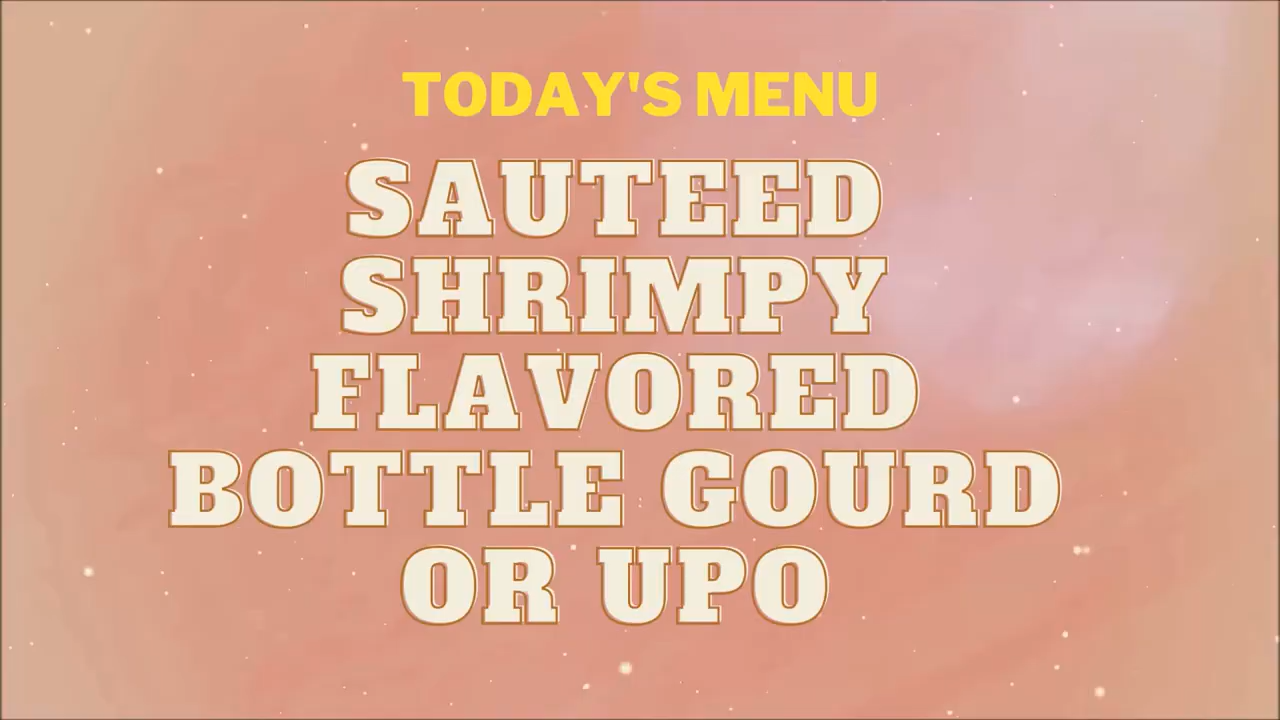 TODAY'S MENU
SAUTEED
SHRIMPY
FLAVORED
BOTTLE GOURD
OR UPO